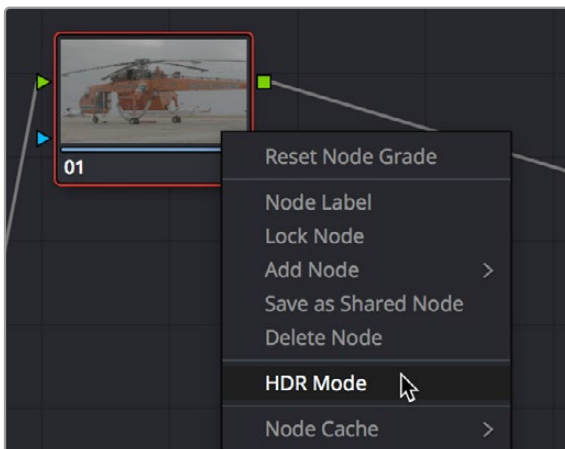 01
Reset Node Grade
Node Label
Lock Node
Add Node
Save as Shared Node
Delete Node
HDR Mode
Node Cache